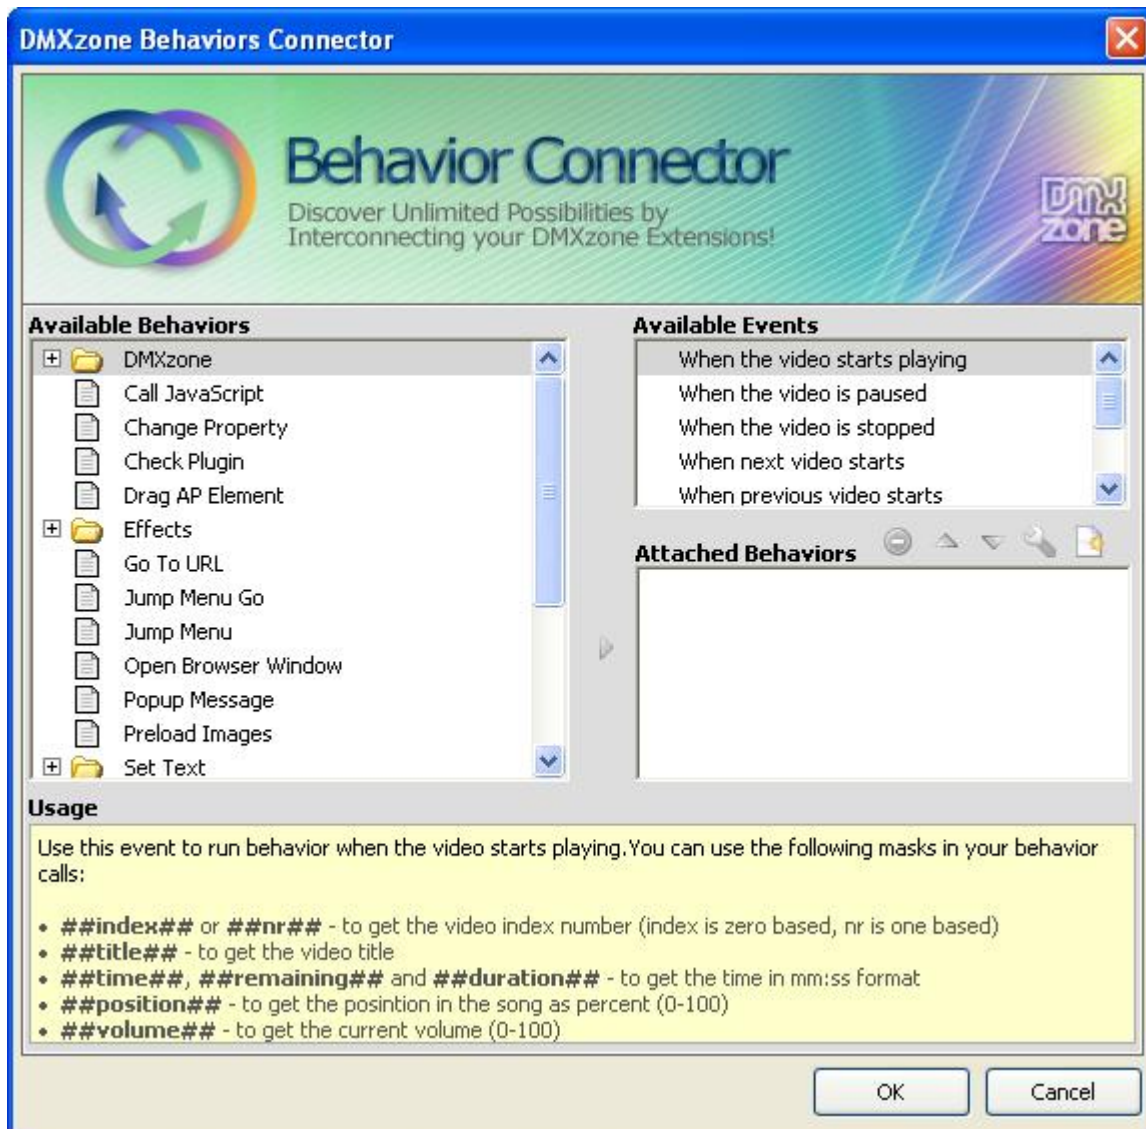 DMXzone Behaviors Connector
Behavior Connector
Discover Unlimited Possibilities by
Interconnecting your DMXzone Extensions!
DMX
zone
Available Behaviors
DMXzone
Call JavaScript
Change Property
Check Plugin
Drag AP Element
Effects
Go To URL
Jump Menu Go
Jump Menu
Open Browser Window
Popup Message
Preload Images
Set Text
Available Events
When the video starts playing
When the video is paused
When the video is stopped
When next video starts
When previous video starts
Attached Behaviors
Usage
Use this event to run behavior when the video starts playing.You can use the following masks in your behavior
calls:
• ##index## or ##nr## - to get the video index number (index is zero based, nr is one based)
• ##title## - to get the video title
• ##time##, ##remaining## and ##duration## - to get the time in mm:ss format
• ##position## - to get the posintion in the song as percent (0-100)
• ##volume## - to get the current volume (0-100)
OK
Cancel